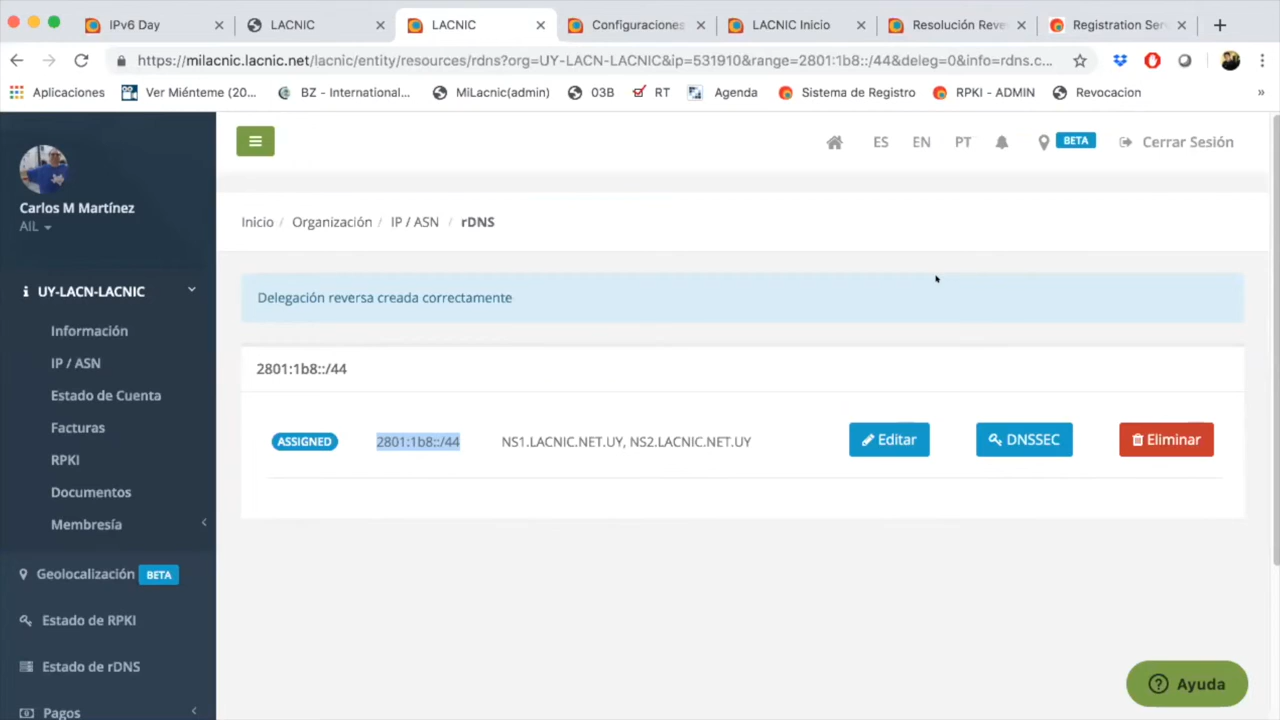 IPv6 Day
LACNIC
LACNIC
Configuraciones
LACNIC Inicio
Resolución Reve
Registration Ser
https://milacnic.lacnic.net/lacnic/entity/resources/rdns?org=UY-LACN-LACNIC&ip=531910&range=2801:1b8::/44&deleg=0&info=rdns.c...
Aplicaciones
Ver Miénteme (20...
BZ - International...
MiLacnic(admin)
03B
RT
Agenda
Sistema de Registro
RPKI - ADMIN
Revocacion
»
ES EN PT BETA Cerrar Sesión
Carlos M Martínez
AIL
Inicio / Organización / IP / ASN / rDNS
UY-LACN-LACNIC
Información
IP / ASN
Estado de Cuenta
Facturas
RPKI
Documentos
Membresía
Geolocalización BETA
Estado de RPKI
Estado de rDNS
Pagos
Delegación reversa creada correctamente
2801:1b8::/44
ASSIGNED 2801:1b8::/44 NS1.LACNIC.NET.UY, NS2.LACNIC.NET.UY Editar DNSSEC Eliminar
Ayuda